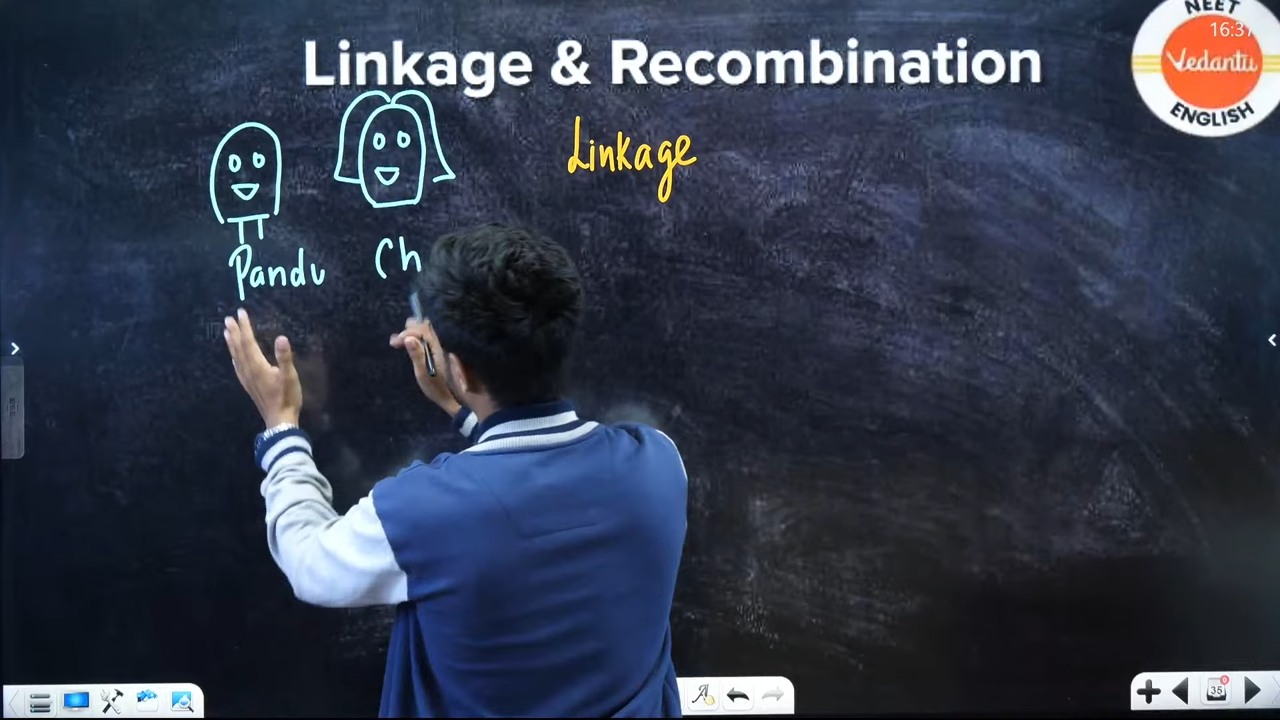 Linkage & Recombination
NEET
16:37
Vedantu
ENGLISH
Linkage
Pandu
Ch
35